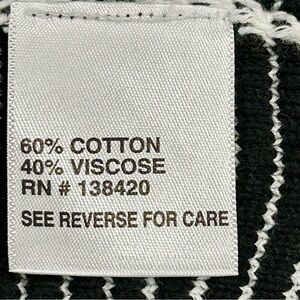 60% COTTON
40% VISCOSE
RN # 138420
SEE REVERSE FOR CARE